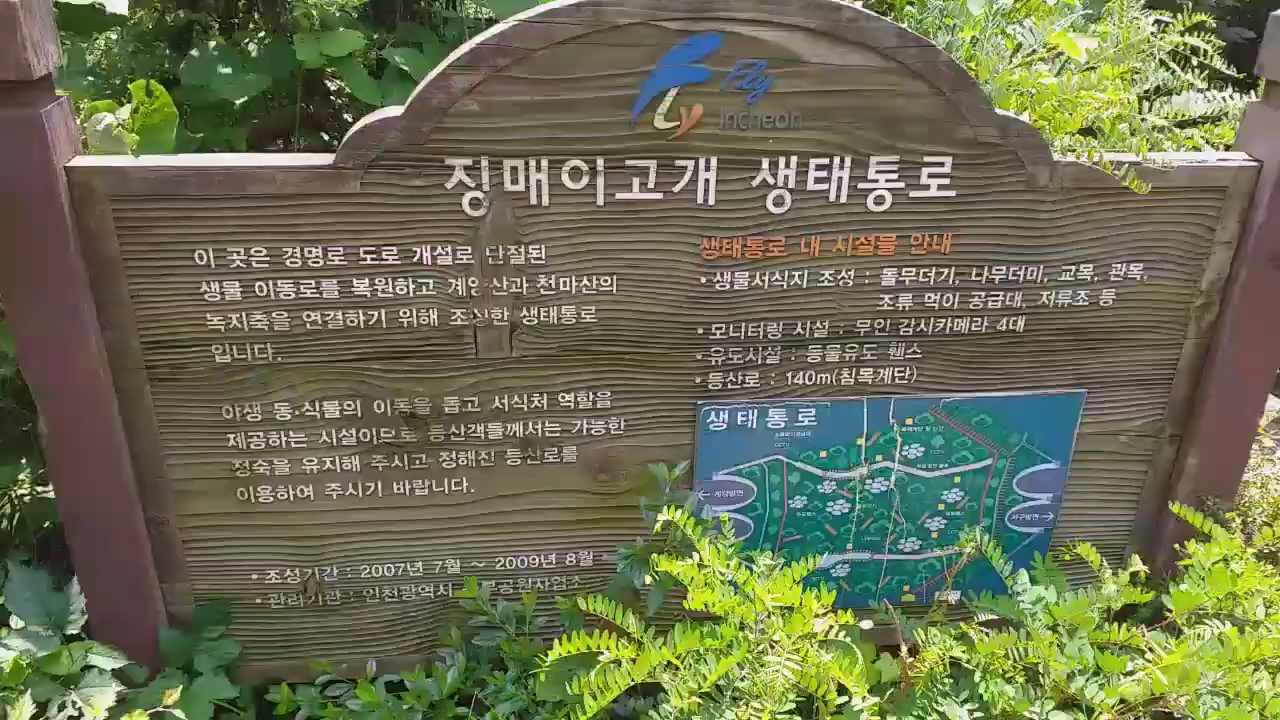 Fly
Fly
incheon
징매이고개 생태통로
이 곳은 경명로 도로 개설로 단절된
생물 이동로를 복원하고 계양산과 천마산의
녹지축을 연결하기 위해 조성한 생태통로
입니다.
야생 동·식물의 이동을 돕고 서식처 역할을
제공하는 시설이므로 등산객들께서는 가능한
정숙을 유지해 주시고 정해진 등산로를
이용하여 주시기 바랍니다.
• 조성기간 : 2007년 7월 ~ 2009년 8월
• 관리기관 : 인천광역시
생태통로 내 시설물 안내
• 생물서식지 조성 : 돌무더기, 나무더미, 교목, 관목,
조류 먹이 공급대, 저류조 등
• 모니터링 시설 : 무인 감시카메라 4대
• 유도시설 : 동물유도 휀스
• 등산로 : 140m(침목계단)
생태통로
CCTV
CCTV
← 계양방면
서구방면 →